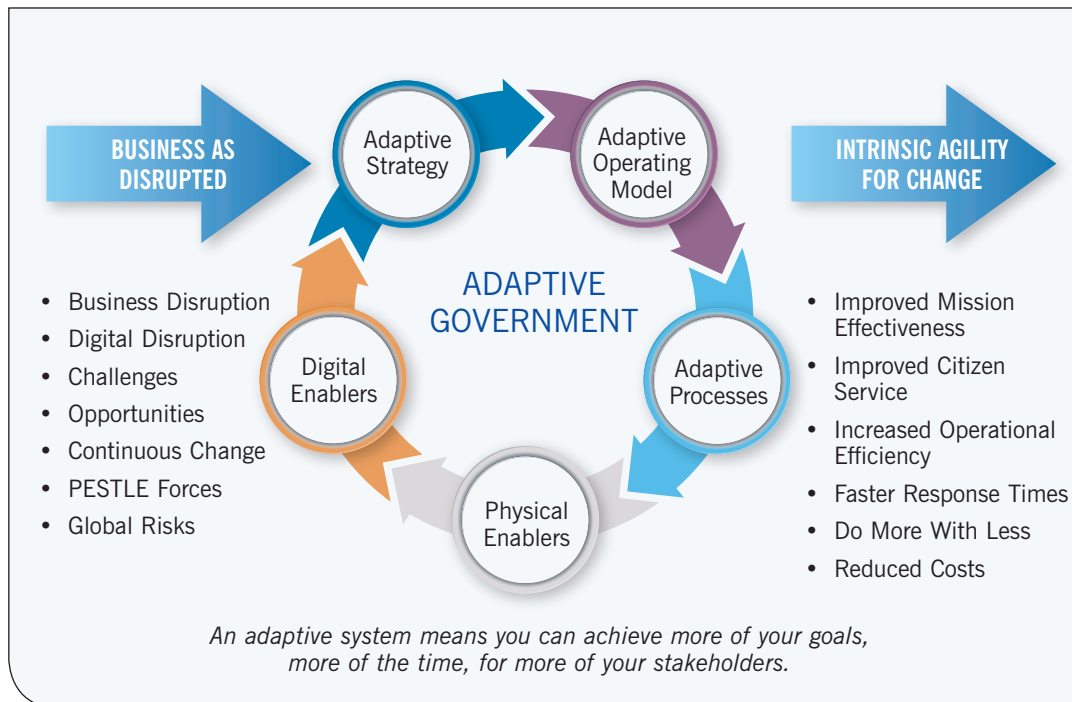 BUSINESS AS
DISRUPTED
• Business Disruption
• Digital Disruption
• Challenges
• Opportunities
• Continuous Change
• PESTLE Forces
• Global Risks
Adaptive
Strategy
Adaptive
Operating
Model
ADAPTIVE
GOVERNMENT
Digital
Enablers
Adaptive
Processes
Physical
Enablers
INTRINSIC AGILITY
FOR CHANGE
• Improved Mission
Effectiveness
• Improved Citizen
Service
• Increased Operational
Efficiency
• Faster Response Times
• Do More With Less
• Reduced Costs
An adaptive system means you can achieve more of your goals,
more of the time, for more of your stakeholders.